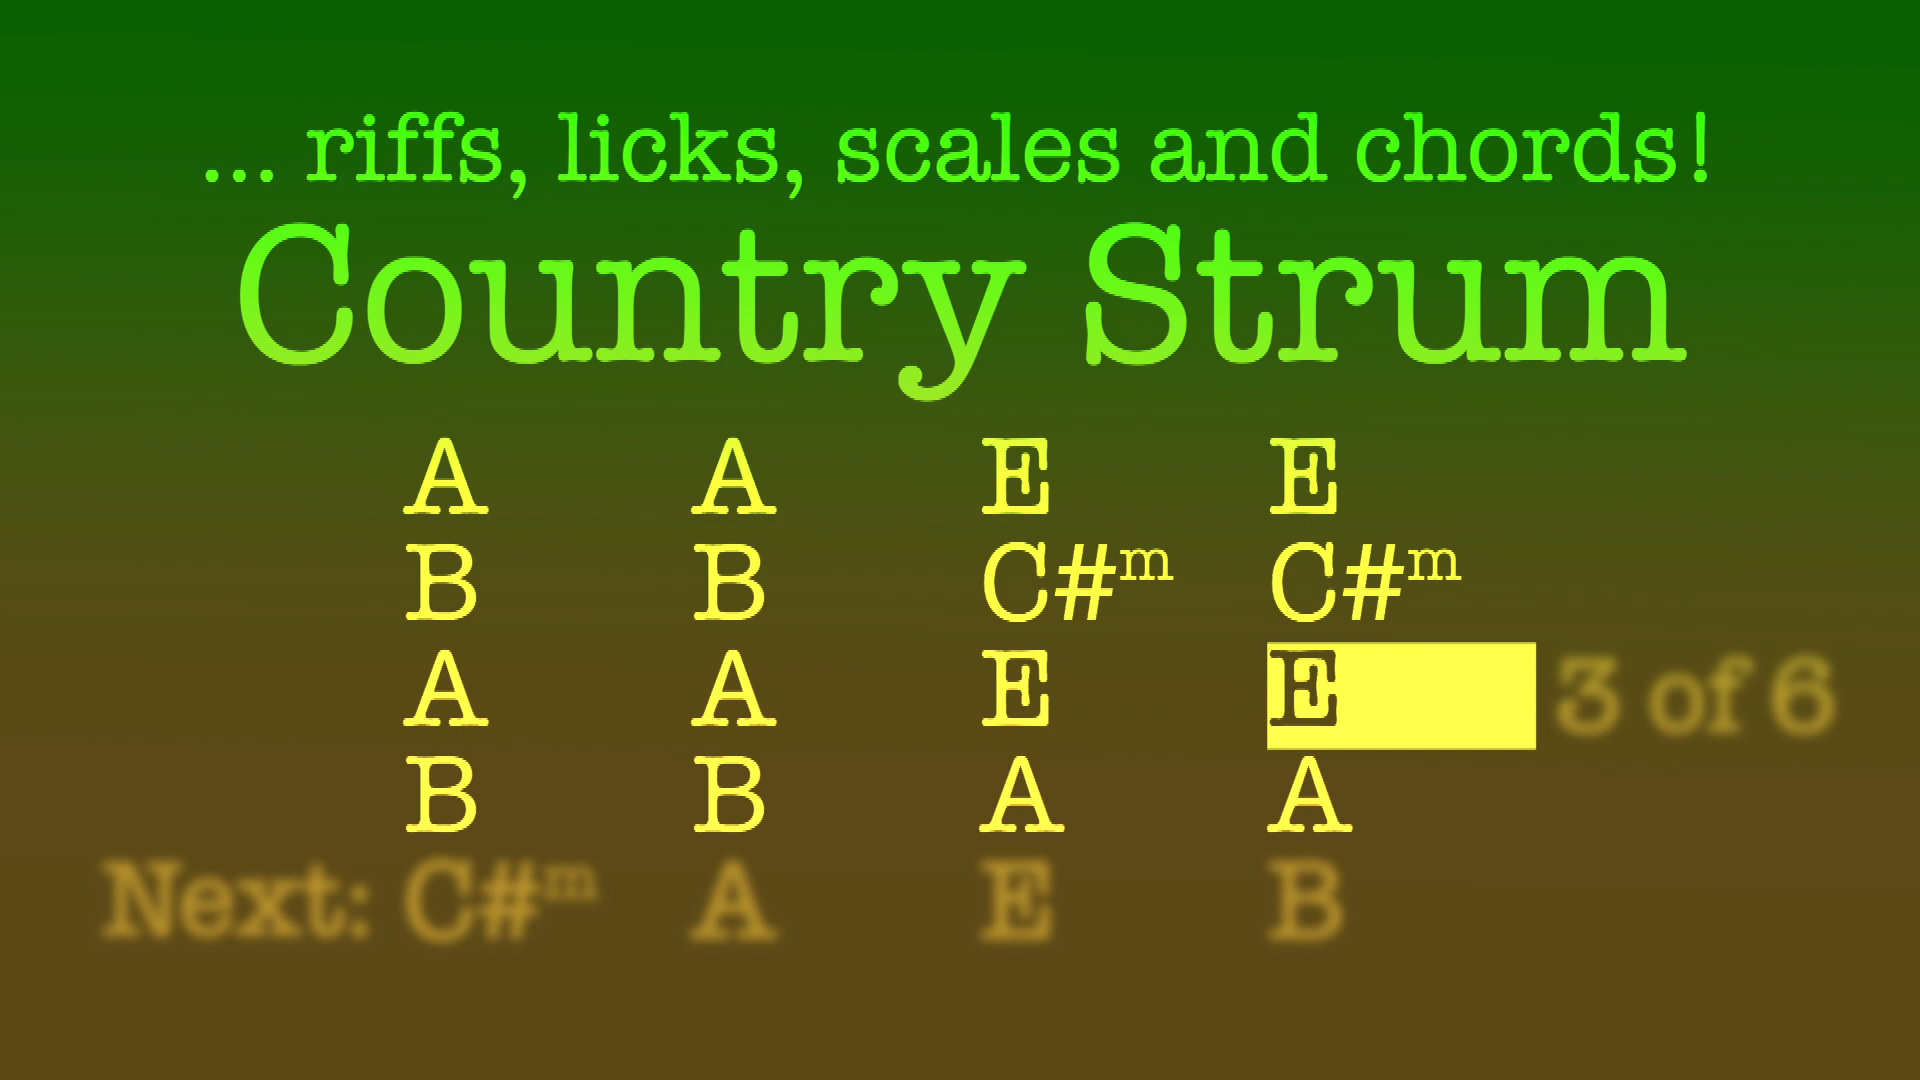 ... riffs, licks, scales and chords!
Country Strum
A A E E
B B C#m C#m
A A E E 3 of 6
B B A A
Next: C#m A E B